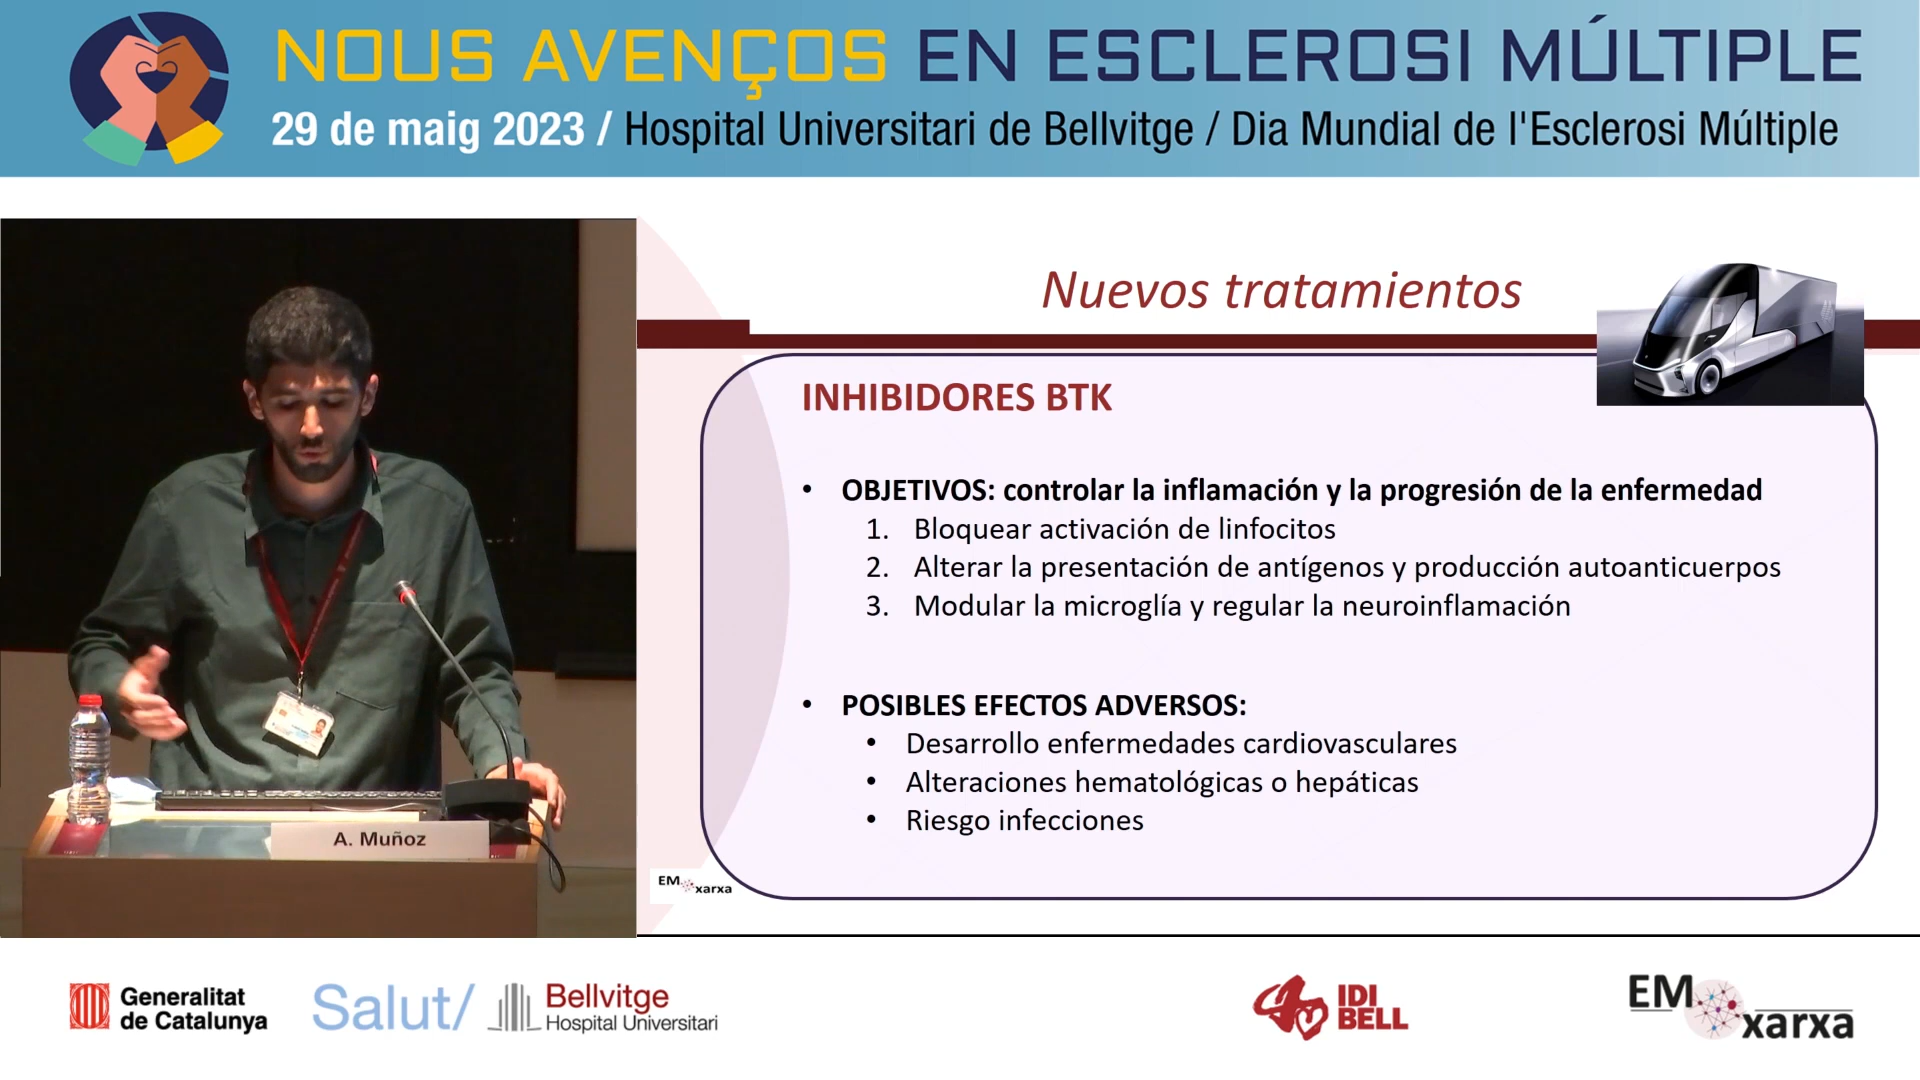 NOUS AVENÇOS EN ESCLEROSI MÚLTIPLE
29 de maig 2023 / Hospital Universitari de Bellvitge / Dia Mundial de l'Esclerosi Múltiple
Nuevos tratamientos
INHIBIDORES BTK
• OBJETIVOS: controlar la inflamación y la progresión de la enfermedad
1. Bloquear activación de linfocitos
2. Alterar la presentación de antígenos y producción autoanticuerpos
3. Modular la microglía y regular la neuroinflamación
• POSIBLES EFECTOS ADVERSOS:
• Desarrollo enfermedades cardiovasculares
• Alteraciones hematológicas o hepáticas
• Riesgo infecciones
A. Muñoz
EM
xarxa
Generalitat
de Catalunya
Salut/
Bellvitge
Hospital Universitari
IDI
BELL
EM
xarxa